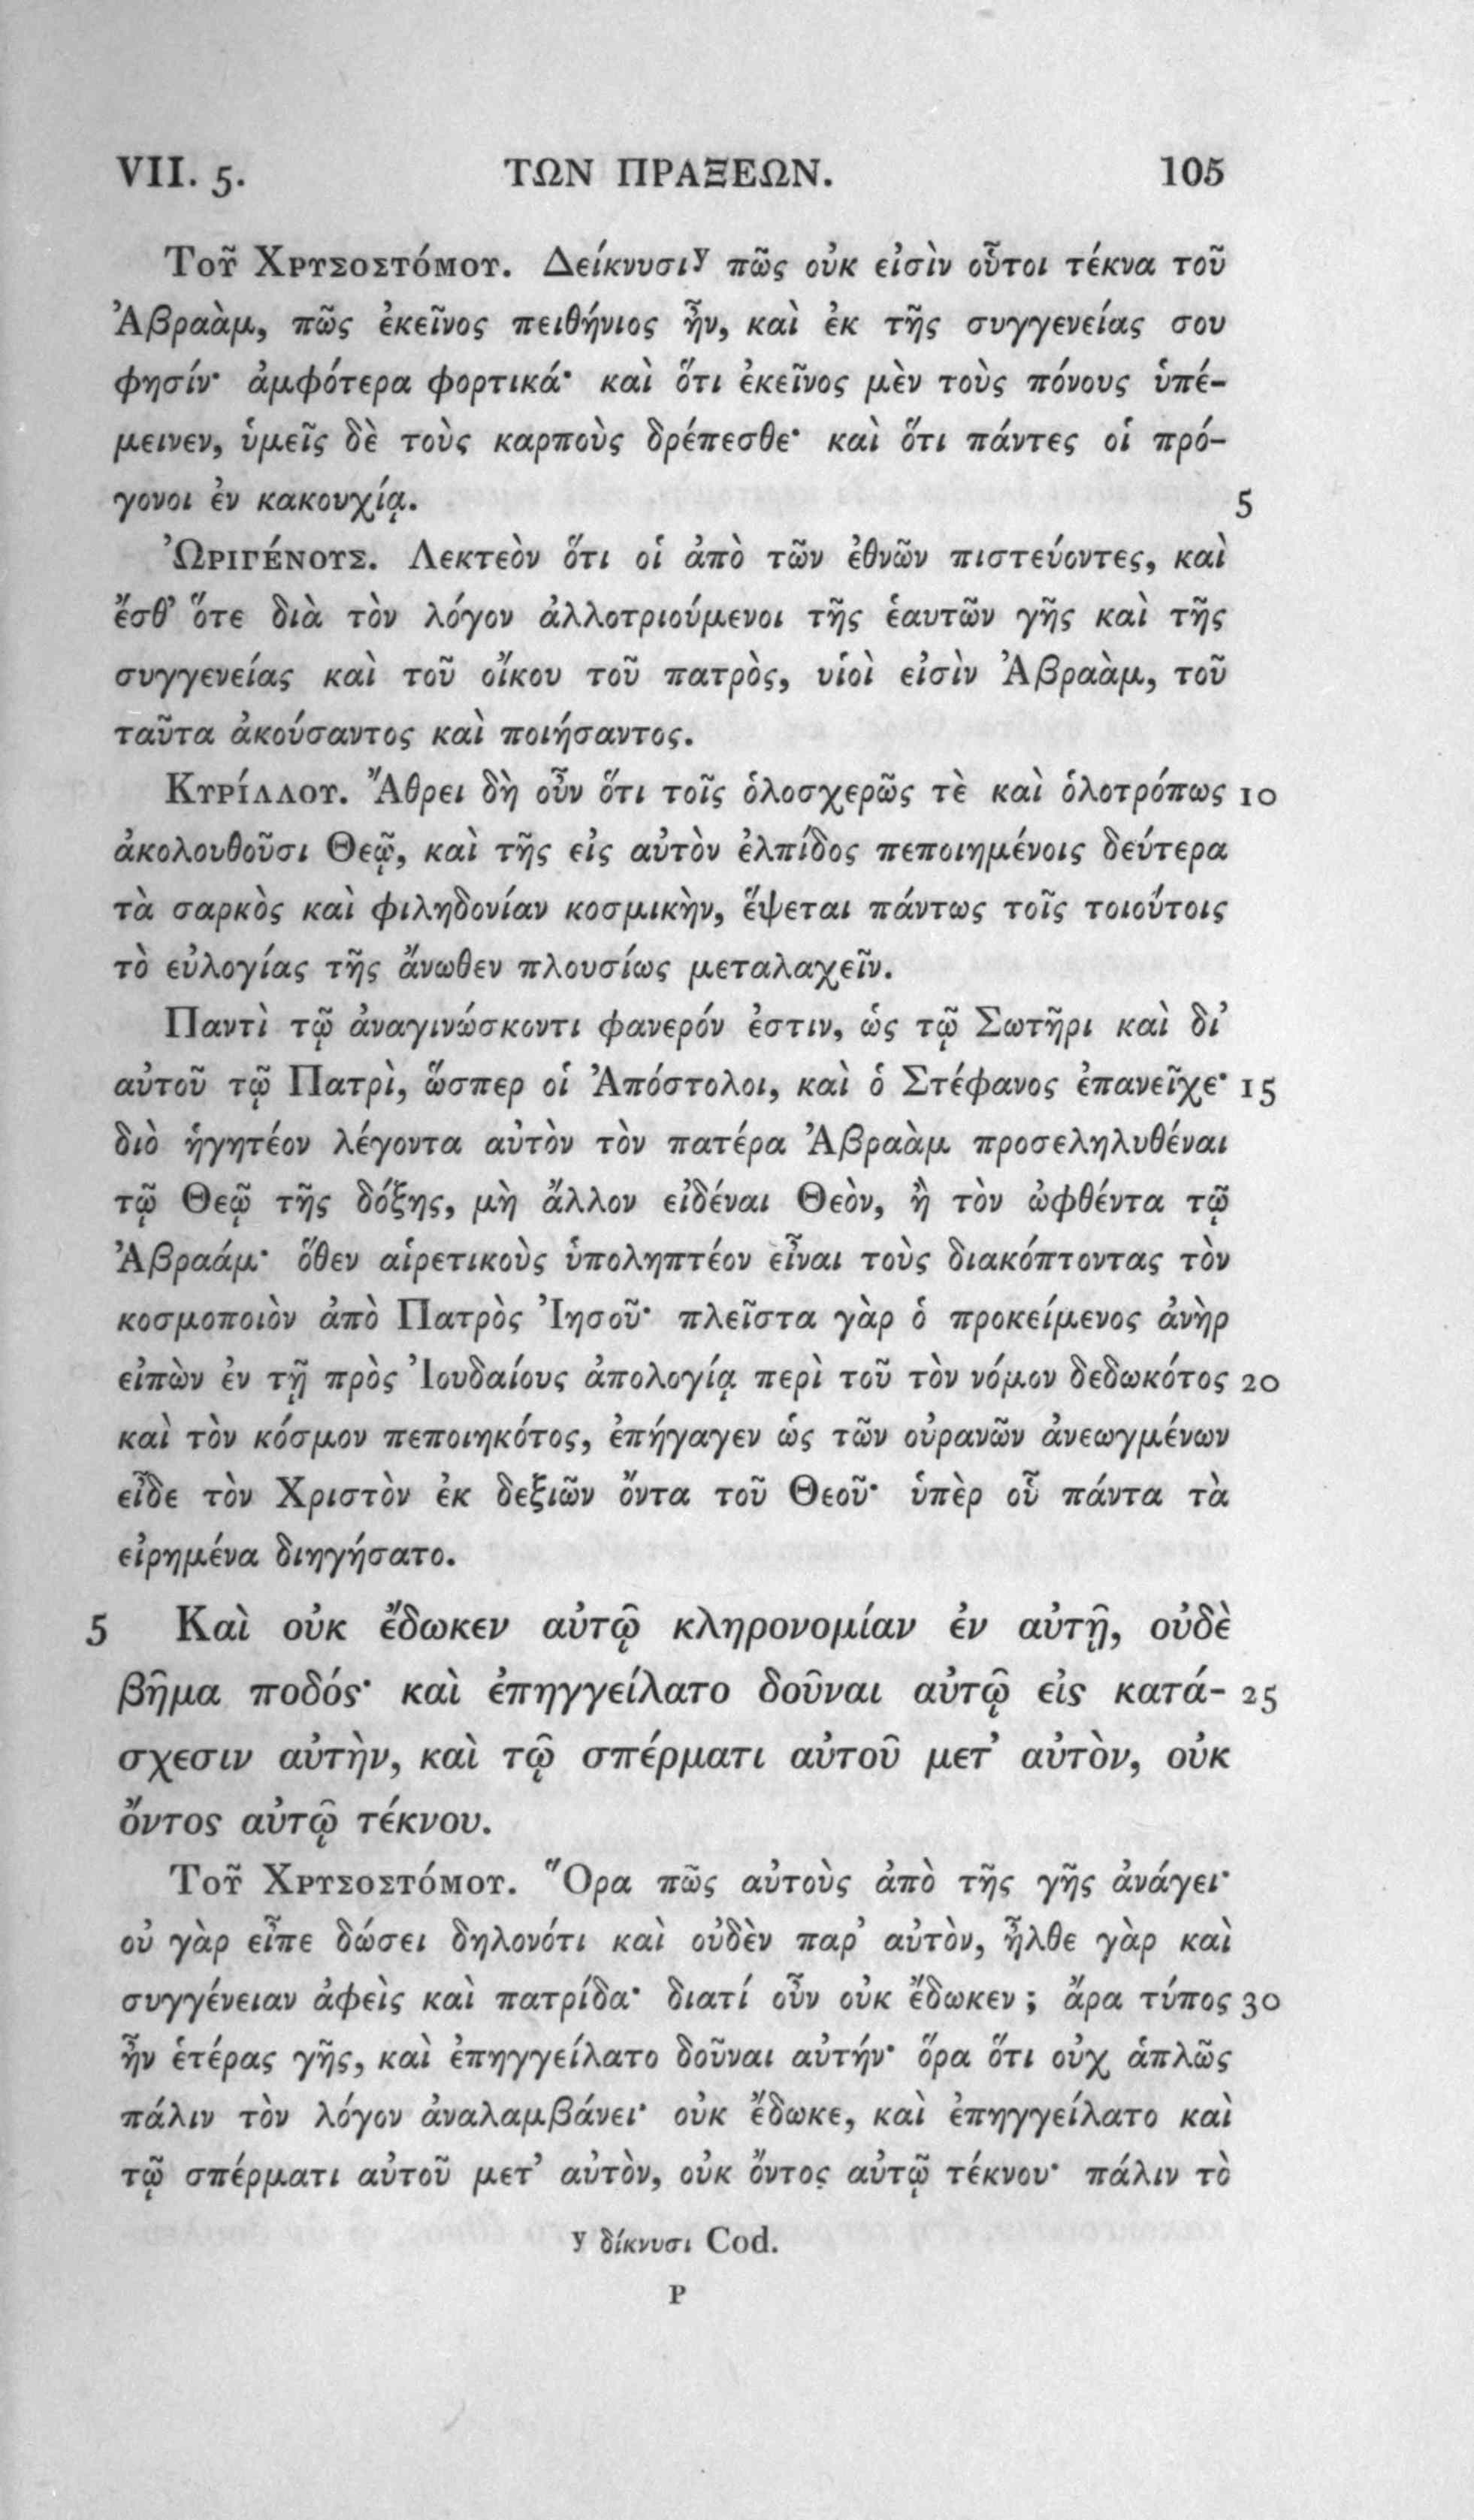 VII. 5. ΤΩΝ ΠΡΑΞΕΩΝ. 105
Τοῦ Χρυσοστόμου. Δείκνυσιʸ πῶς οὐκ εἰσὶν οὗτοι τέκνα τοῦ
Ἀβραὰμ, πῶς ἐκεῖνος πειθήνιος ἦν, καὶ ἐκ τῆς συγγενείας σου
φησίν· ἀμφότερα φορτικά· καὶ ὅτι ἐκεῖνος μὲν τοὺς πόνους ὑπέ-
μεινεν, ὑμεῖς δὲ τοὺς καρποὺς δρέπεσθε· καὶ ὅτι πάντες οἱ πρό-
γονοι ἐν κακουχίᾳ. 5
Ὠριγένους. Λεκτεὸν ὅτι οἱ ἀπὸ τῶν ἐθνῶν πιστεύοντες, καὶ
ἔσθ’ ὅτε διὰ τὸν λόγον ἀλλοτριούμενοι τῆς ἑαυτῶν γῆς καὶ τῆς
συγγενείας καὶ τοῦ οἴκου τοῦ πατρὸς, υἱοὶ εἰσὶν Ἀβραὰμ, τοῦ
ταῦτα ἀκούσαντος καὶ ποιήσαντος.
Κυρίλλου. Ἄθρει δὴ οὖν ὅτι τοῖς ὁλοσχερῶς τὲ καὶ ὁλοτρόπως 10
ἀκολουθοῦσι Θεῷ, καὶ τῆς εἰς αὐτὸν ἐλπίδος πεποιημένοις δεύτερα
τὰ σαρκὸς καὶ φιληδονίαν κοσμικὴν, ἕψεται πάντως τοῖς τοιούτοις
τὸ εὐλογίας τῆς ἄνωθεν πλουσίως μεταλαχεῖν.
Παντὶ τῷ ἀναγινώσκοντι φανερόν ἐστιν, ὡς τῷ Σωτῆρι καὶ δι’
αὐτοῦ τῷ Πατρὶ, ὥσπερ οἱ Ἀπόστολοι, καὶ ὁ Στέφανος ἐπανεῖχε· 15
διὸ ἡγητέον λέγοντα αὐτὸν τὸν πατέρα Ἀβραὰμ προσεληλυθέναι
τῷ Θεῷ τῆς δόξης, μὴ ἄλλον εἰδέναι Θεὸν, ἢ τὸν ὠφθέντα τῷ
Ἀβραάμ· ὅθεν αἱρετικοὺς ὑποληπτέον εἶναι τοὺς διακόπτοντας τὸν
κοσμοποιὸν ἀπὸ Πατρὸς Ἰησοῦ· πλεῖστα γὰρ ὁ προκείμενος ἀνὴρ
εἰπὼν ἐν τῇ πρὸς Ἰουδαίους ἀπολογίᾳ περὶ τοῦ τὸν νόμον δεδωκότος 20
καὶ τὸν κόσμον πεποιηκότος, ἐπήγαγεν ὡς τῶν οὐρανῶν ἀνεωγμένων
εἶδε τὸν Χριστὸν ἐκ δεξιῶν ὄντα τοῦ Θεοῦ· ὑπὲρ οὗ πάντα τὰ
εἰρημένα διηγήσατο.
5 Καὶ οὐκ ἔδωκεν αὐτῷ κληρονομίαν ἐν αὐτῇ, οὐδὲ
βῆμα ποδός· καὶ ἐπηγγείλατο δοῦναι αὐτῷ εἰς κατά- 25
σχεσιν αὐτὴν, καὶ τῷ σπέρματι αὐτοῦ μετ’ αὐτὸν, οὐκ
ὄντος αὐτῷ τέκνου.
Τοῦ Χρυσοστόμου. Ὅρα πῶς αὐτοὺς ἀπὸ τῆς γῆς ἀνάγει·
οὐ γὰρ εἶπε δώσει δηλονότι καὶ οὐδὲν παρ’ αὐτὸν, ἦλθε γὰρ καὶ
συγγένειαν ἀφεὶς καὶ πατρίδα· διατί οὖν οὐκ ἔδωκεν ; ἄρα τύπος 30
ἦν ἑτέρας γῆς, καὶ ἐπηγγείλατο δοῦναι αὐτήν· ὅρα ὅτι οὐχ ἁπλῶς
πάλιν τὸν λόγον ἀναλαμβάνει· οὐκ ἔδωκε, καὶ ἐπηγγείλατο καὶ
τῷ σπέρματι αὐτοῦ μετ’ αὐτὸν, οὐκ ὄντος αὐτῷ τέκνου· πάλιν τὸ
ʸ δίκνυσι Cod.
P